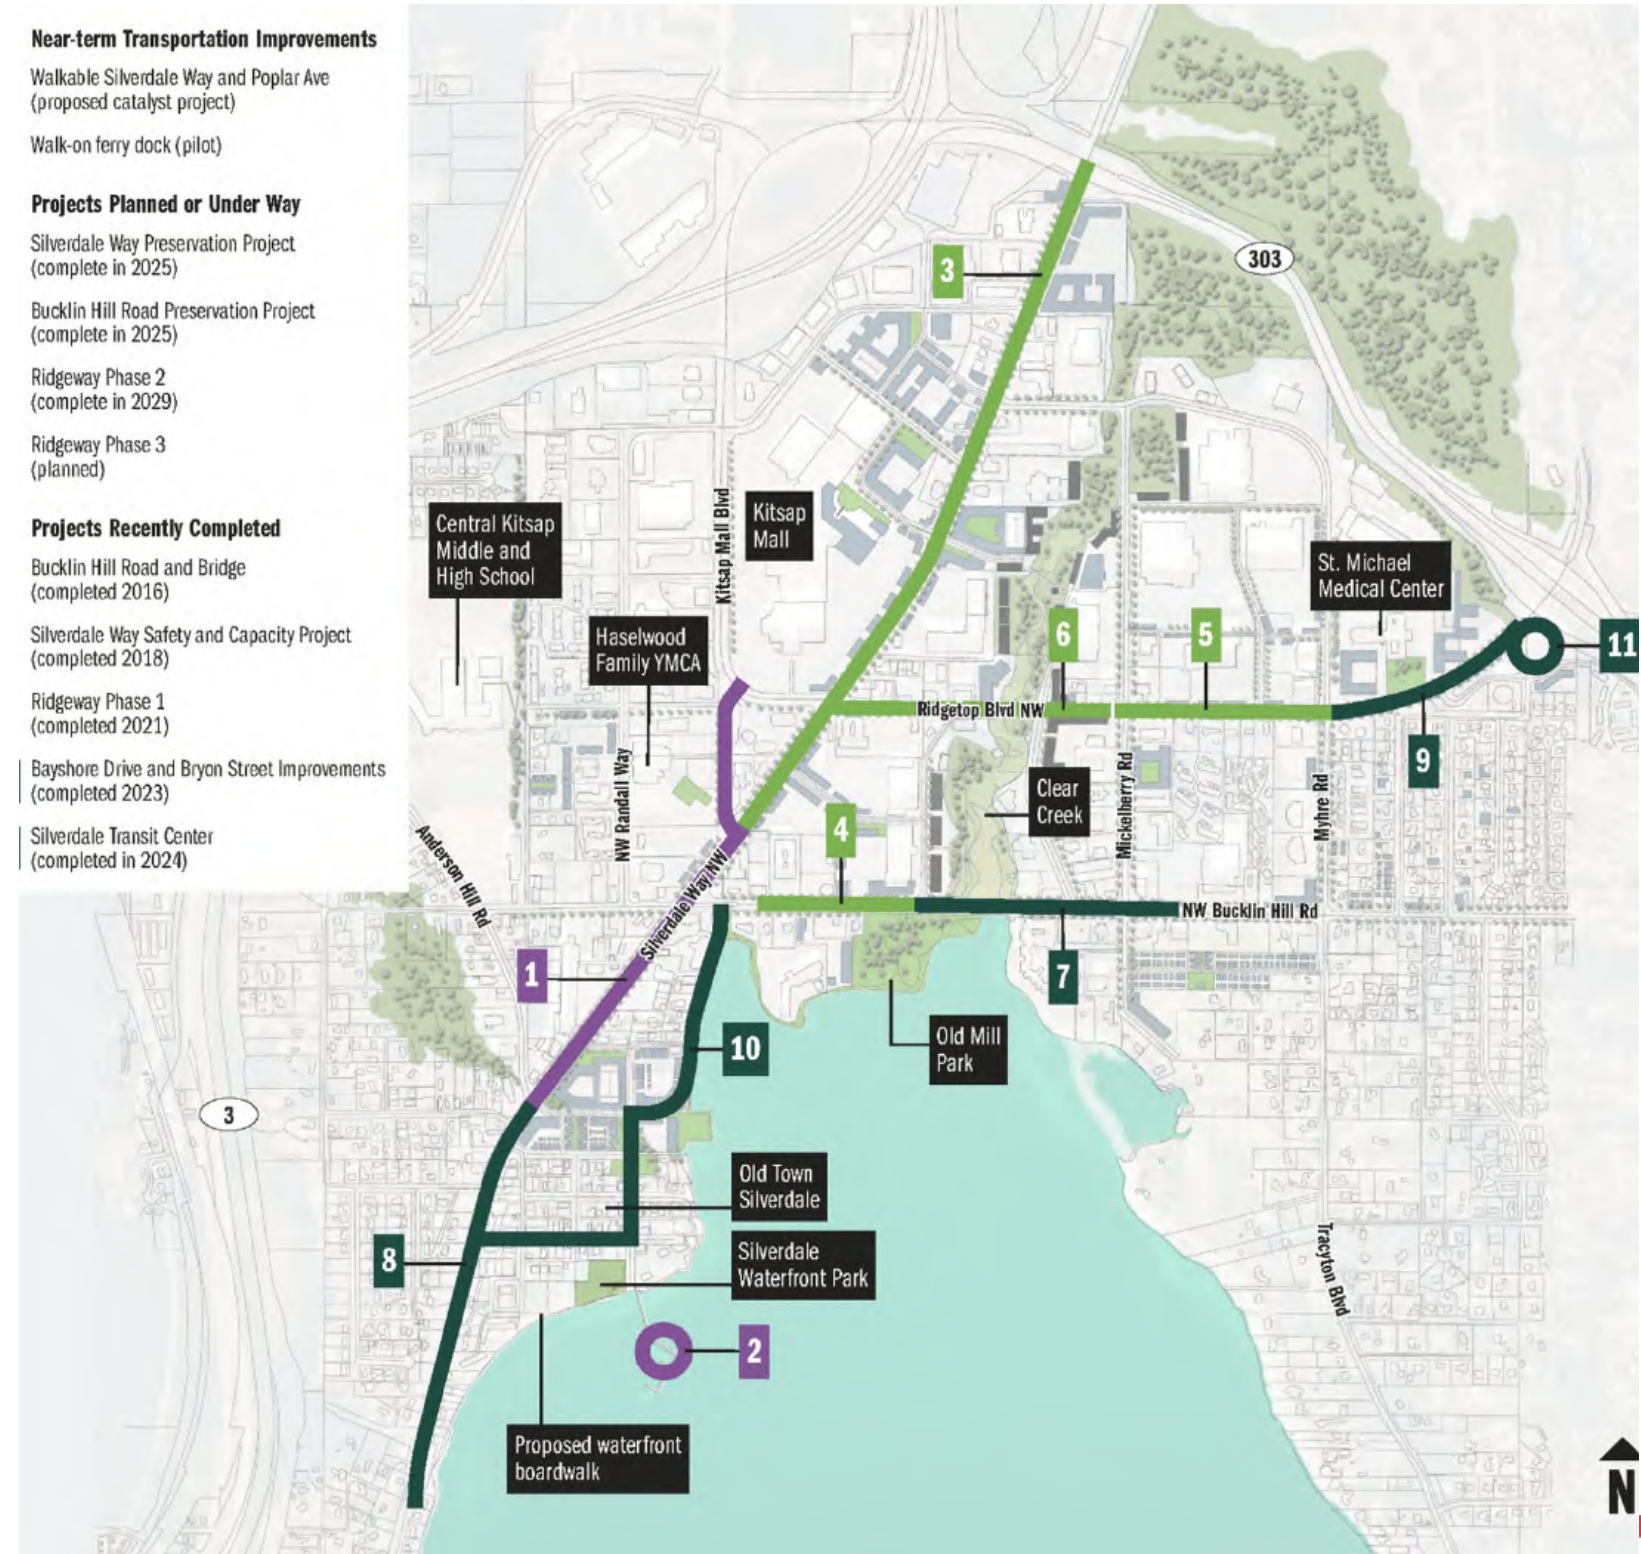 Near-term Transportation Improvements
Walkable Silverdale Way and Poplar Ave
(proposed catalyst project)
Walk-on ferry dock (pilot)
Projects Planned or Under Way
Silverdale Way Preservation Project
(complete in 2025)
Bucklin Hill Road Preservation Project
(complete in 2025)
Ridgeway Phase 2
(complete in 2029)
Ridgeway Phase 3
(planned)
Projects Recently Completed
Bucklin Hill Road and Bridge
(completed 2016)
Silverdale Way Safety and Capacity Project
(completed 2018)
Ridgeway Phase 1
(completed 2021)
Bayshore Drive and Bryon Street Improvements
(completed 2023)
Silverdale Transit Center
(completed in 2024)
3
303
Kitsap
Mall
Kitsap Mall Blvd
Central Kitsap
Middle and
High School
St. Michael
Medical Center
Haselwood
Family YMCA
6
5
11
Ridgetop Blvd NW
9
NW Randall Way
Clear
Creek
Mickelberry Rd
Myhre Rd
4
Anderson Hill Rd
Silverdale Way NW
NW Bucklin Hill Rd
1
7
10
Old Mill
Park
3
Old Town
Silverdale
8
Silverdale
Waterfront Park
Tracyton Blvd
2
Proposed waterfront
boardwalk
N